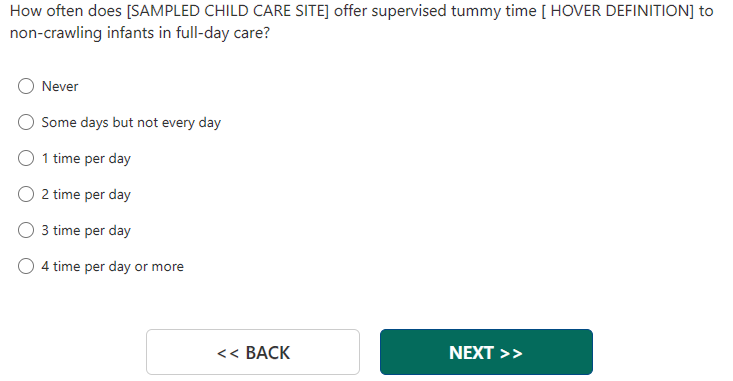 How often does [SAMPLED CHILD CARE SITE] offer supervised tummy time [ HOVER DEFINITION] to
non-crawling infants in full-day care?
Never
Some days but not every day
1 time per day
2 time per day
3 time per day
4 time per day or more
<< BACK
NEXT >>